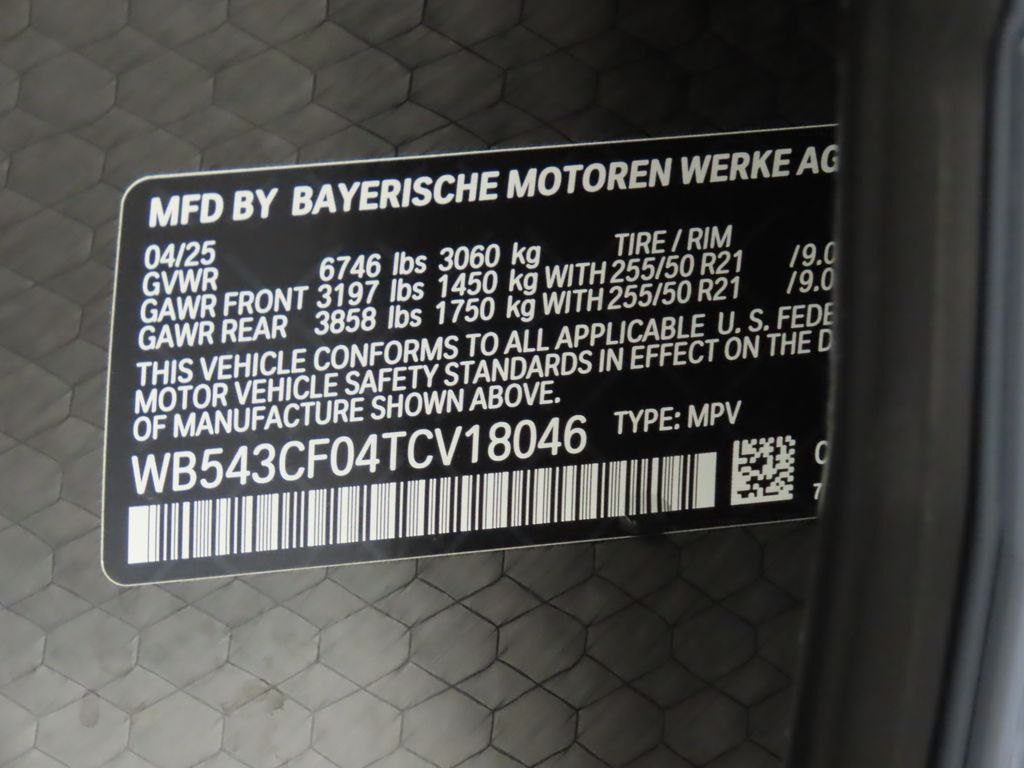 MFD BY BAYERISCHE MOTOREN WERKE AG
04/25 TIRE / RIM
GVWR 6746 lbs 3060 kg
GAWR FRONT 3197 lbs 1450 kg WITH 255/50 R21 /9.0
GAWR REAR 3858 lbs 1750 kg WITH 255/50 R21 /9.0
THIS VEHICLE CONFORMS TO ALL APPLICABLE U. S. FEDE
MOTOR VEHICLE SAFETY STANDARDS IN EFFECT ON THE D
OF MANUFACTURE SHOWN ABOVE.
WB543CF04TCV18046 TYPE: MPV